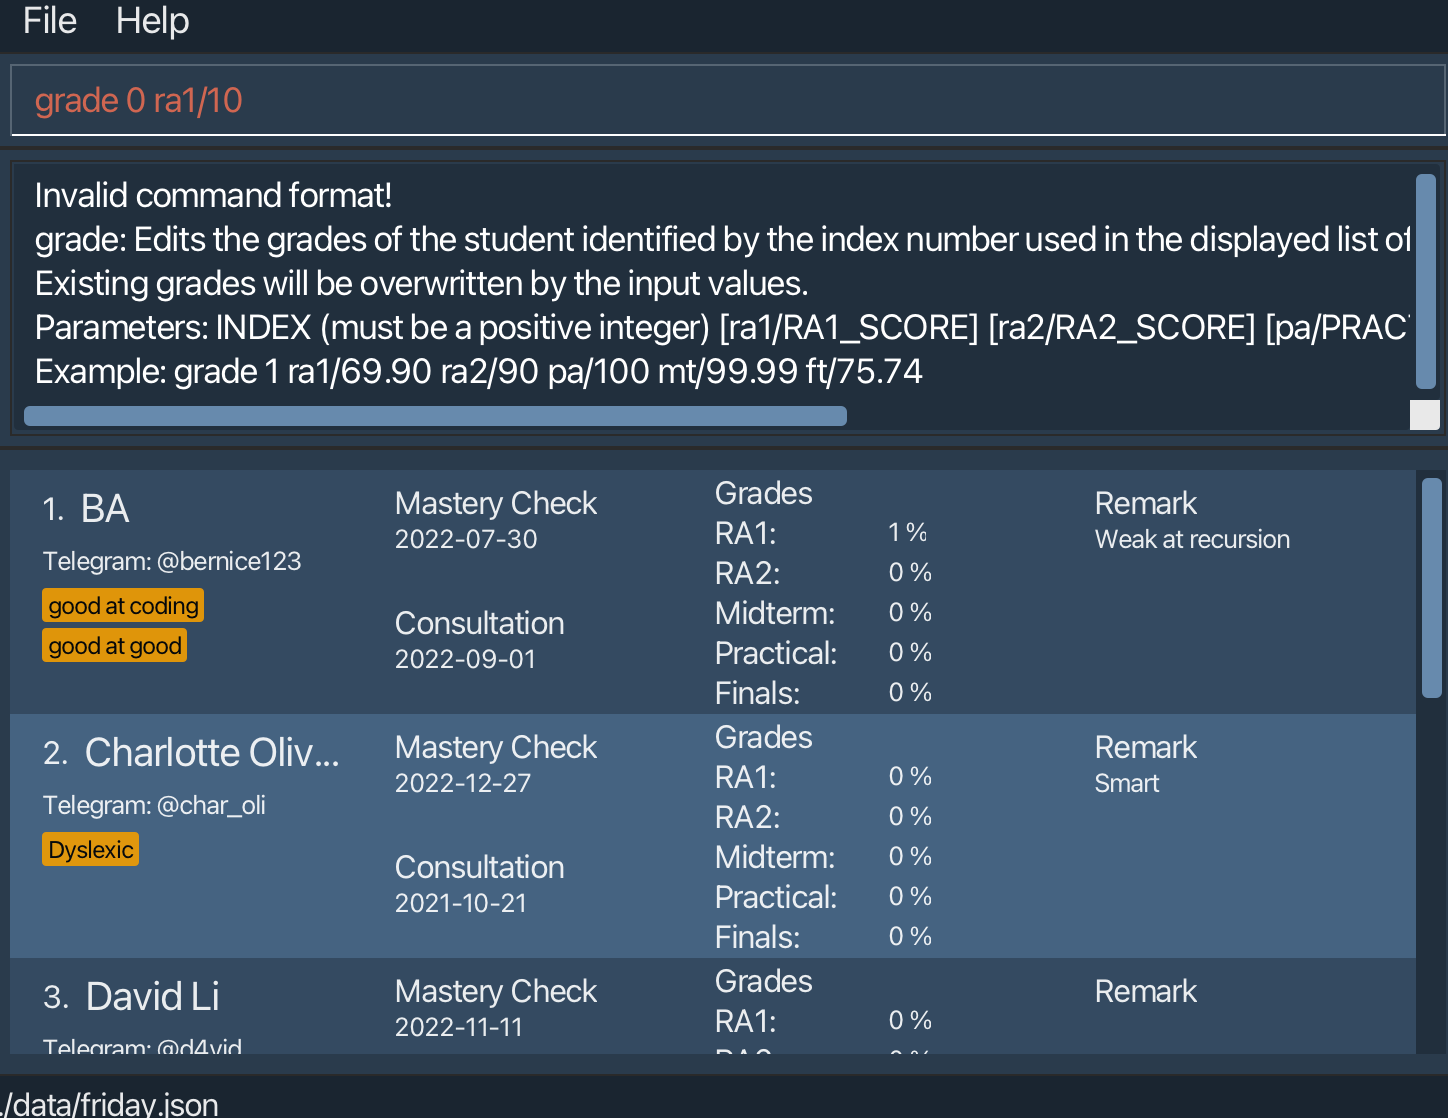 File Help
grade 0 ra1/10
Invalid command format!
grade: Edits the grades of the student identified by the index number used in the displayed list of
Existing grades will be overwritten by the input values.
Parameters: INDEX (must be a positive integer) [ra1/RA1_SCORE] [ra2/RA2_SCORE] [pa/PRAC
Example: grade 1 ra1/69.90 ra2/90 pa/100 mt/99.99 ft/75.74
1. BA
Telegram: @bernice123
good at coding
good at good
Mastery Check
2022-07-30
Consultation
2022-09-01
Grades
RA1: 1 %
RA2: 0 %
Midterm: 0 %
Practical: 0 %
Finals: 0 %
Remark
Weak at recursion
2. Charlotte Oliv...
Telegram: @char_oli
Dyslexic
Mastery Check
2022-12-27
Consultation
2021-10-21
Grades
RA1: 0 %
RA2: 0 %
Midterm: 0 %
Practical: 0 %
Finals: 0 %
Remark
Smart
3. David Li
Telegram: @d4vid
Mastery Check
2022-11-11
Grades
RA1: 0 %
Remark
./data/friday.json